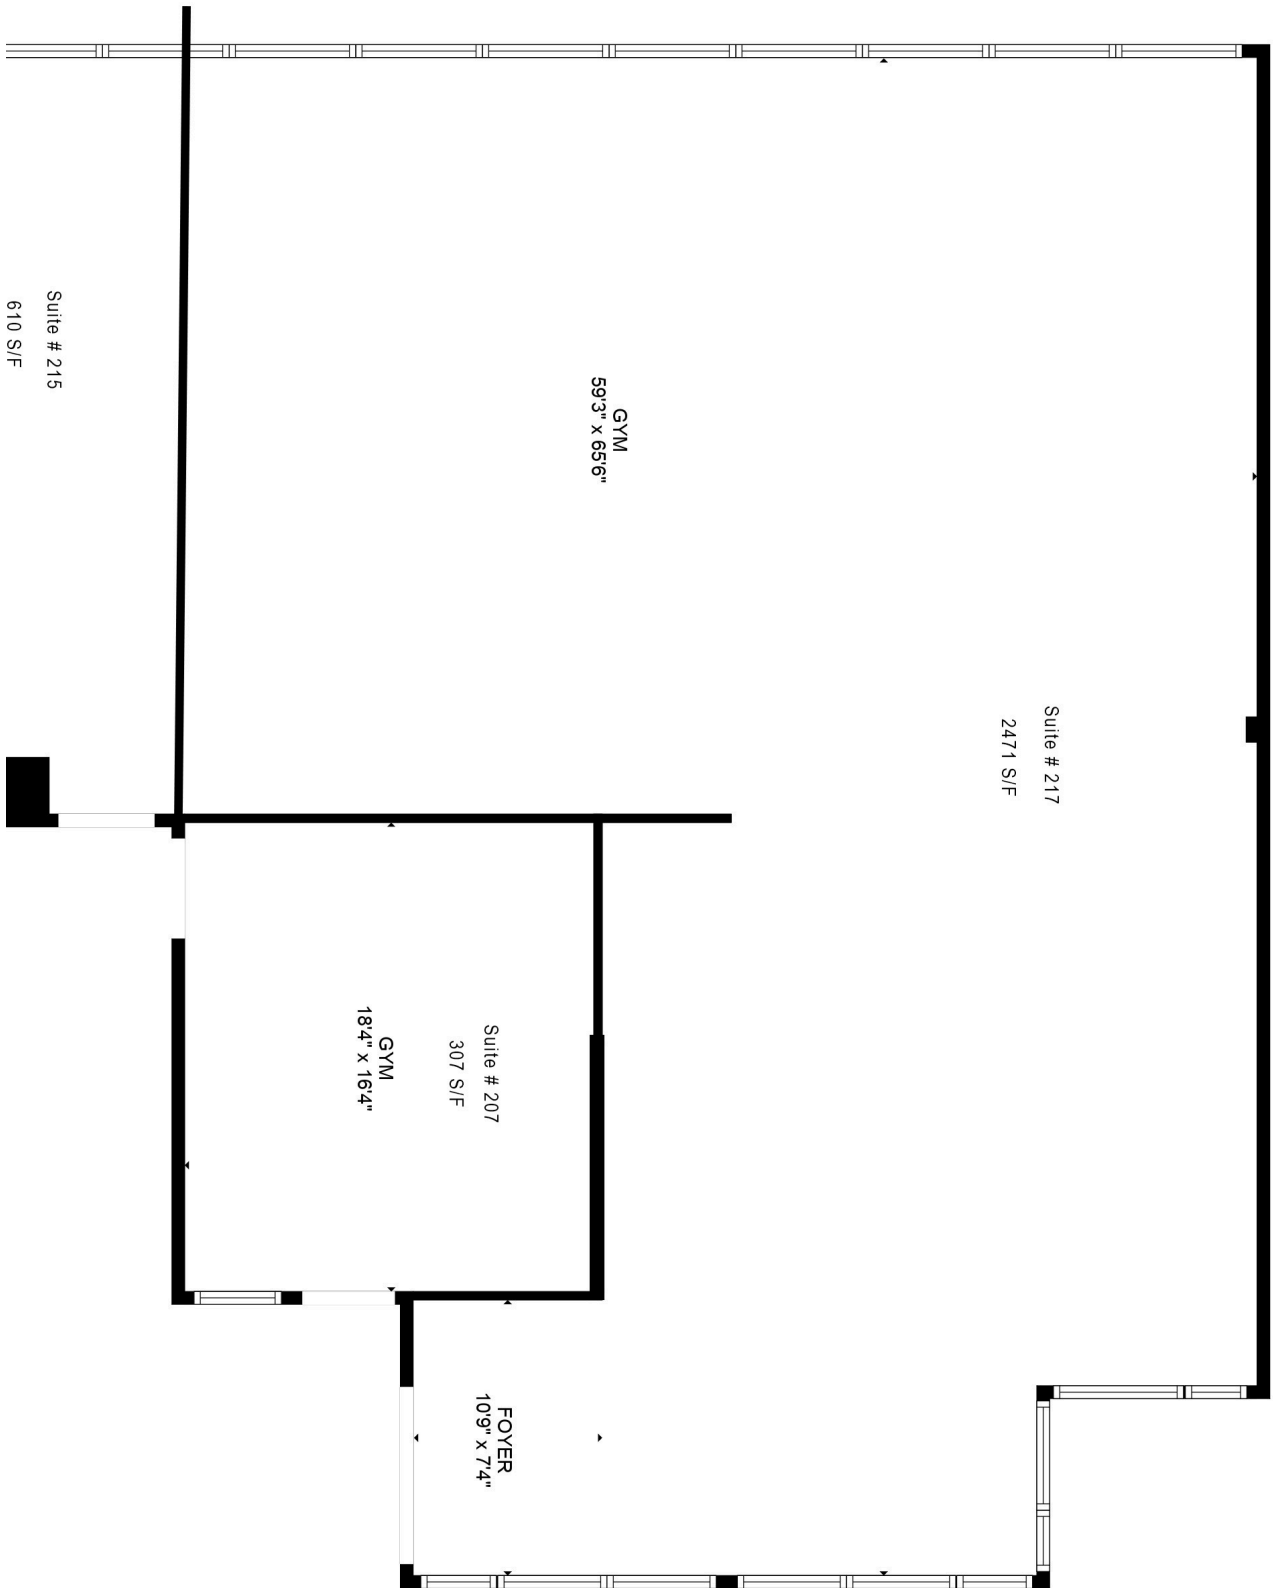 Suite # 217
2471 S/F
GYM
59'3" x 65'6"
Suite # 215
610 S/F
Suite # 207
307 S/F
GYM
18'4" x 16'4"
FOYER
10'9" x 7'4"